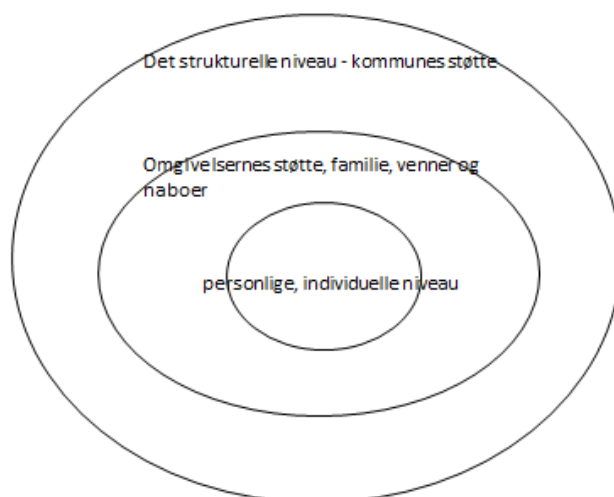 Det strukturelle niveau - kommunes støtte
Omgivelsernes støtte, familie, venner og
naboer
personlige, individuelle niveau